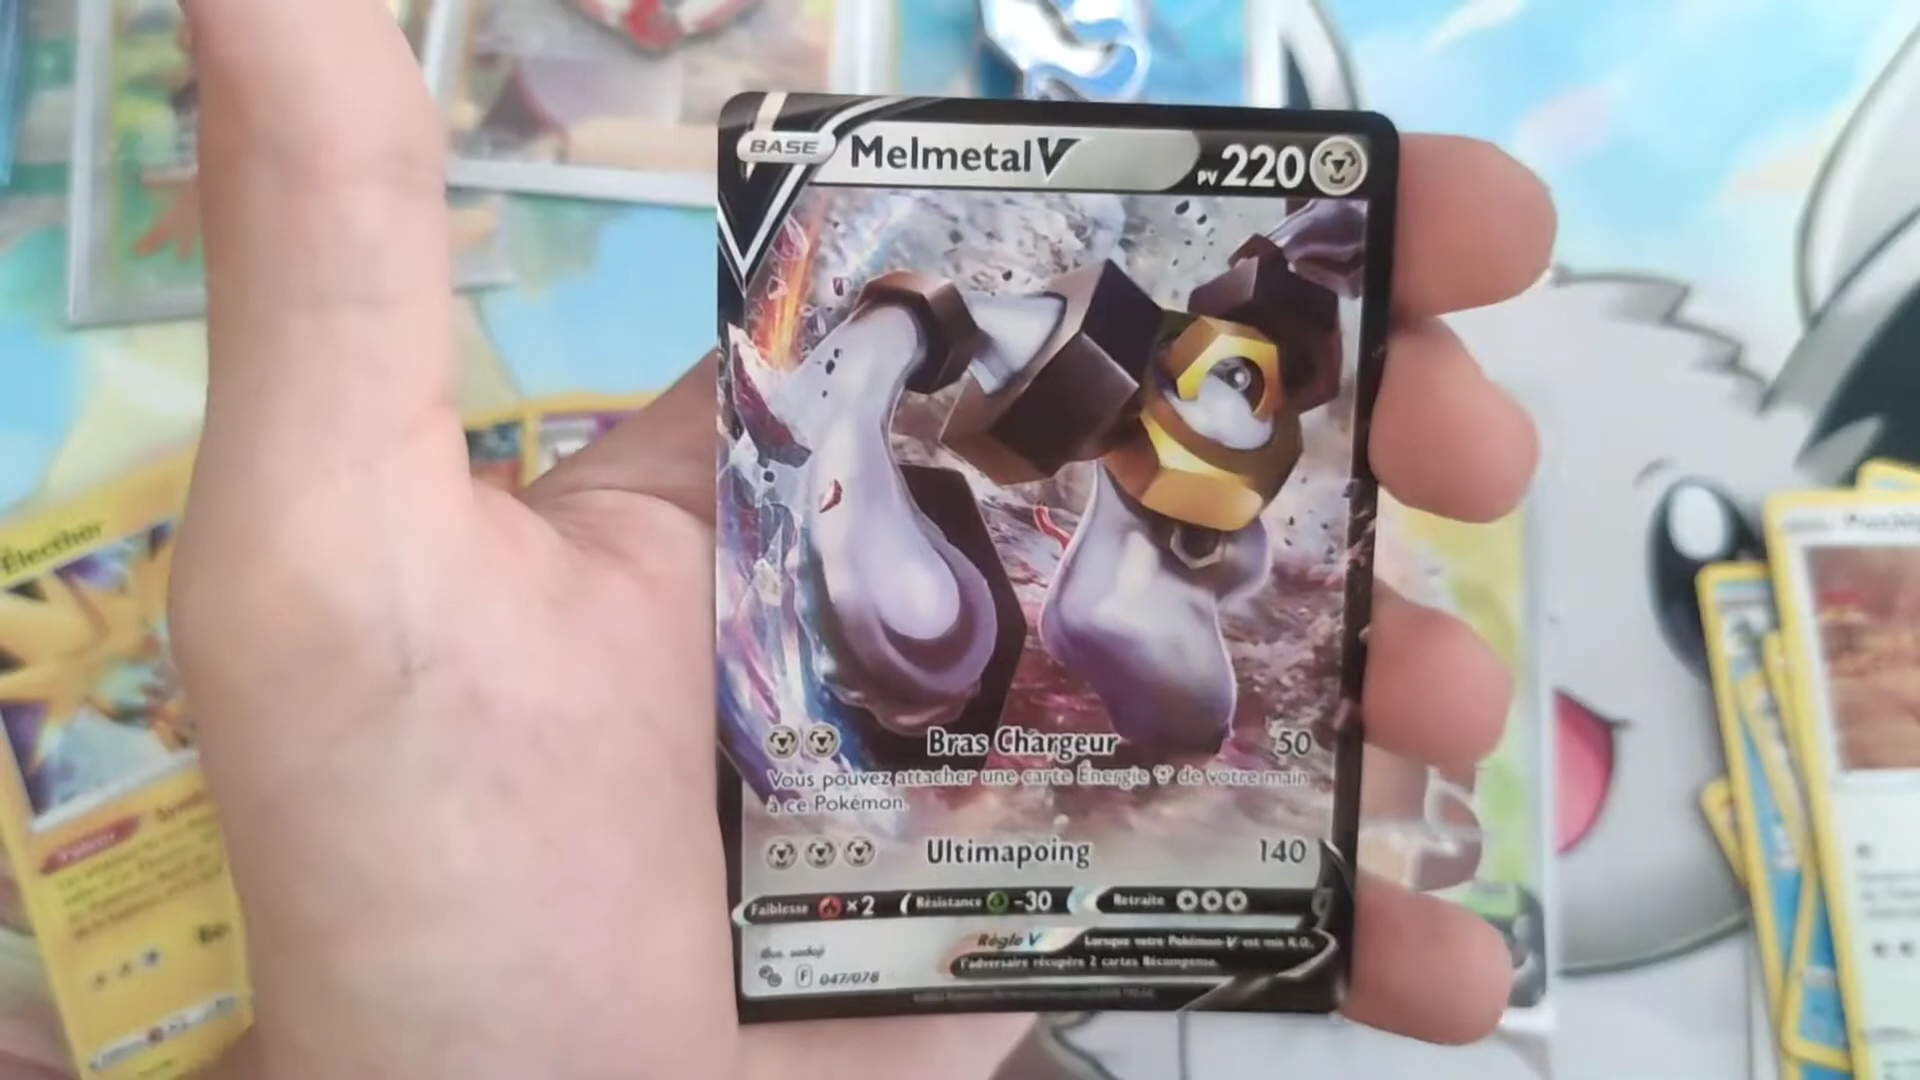 BASE
MelmetalV
PV 220
Bras Chargeur 50
Vous pouvez attacher une carte Énergie de votre main
à ce Pokémon.
Ultimapoing 140
Faiblesse ×2 Résistance -30 Retraite
Règle V Lorsque votre Pokémon-V est mis K.O.,
l'adversaire récupère 2 cartes Récompense.
F 047/078
Électhor